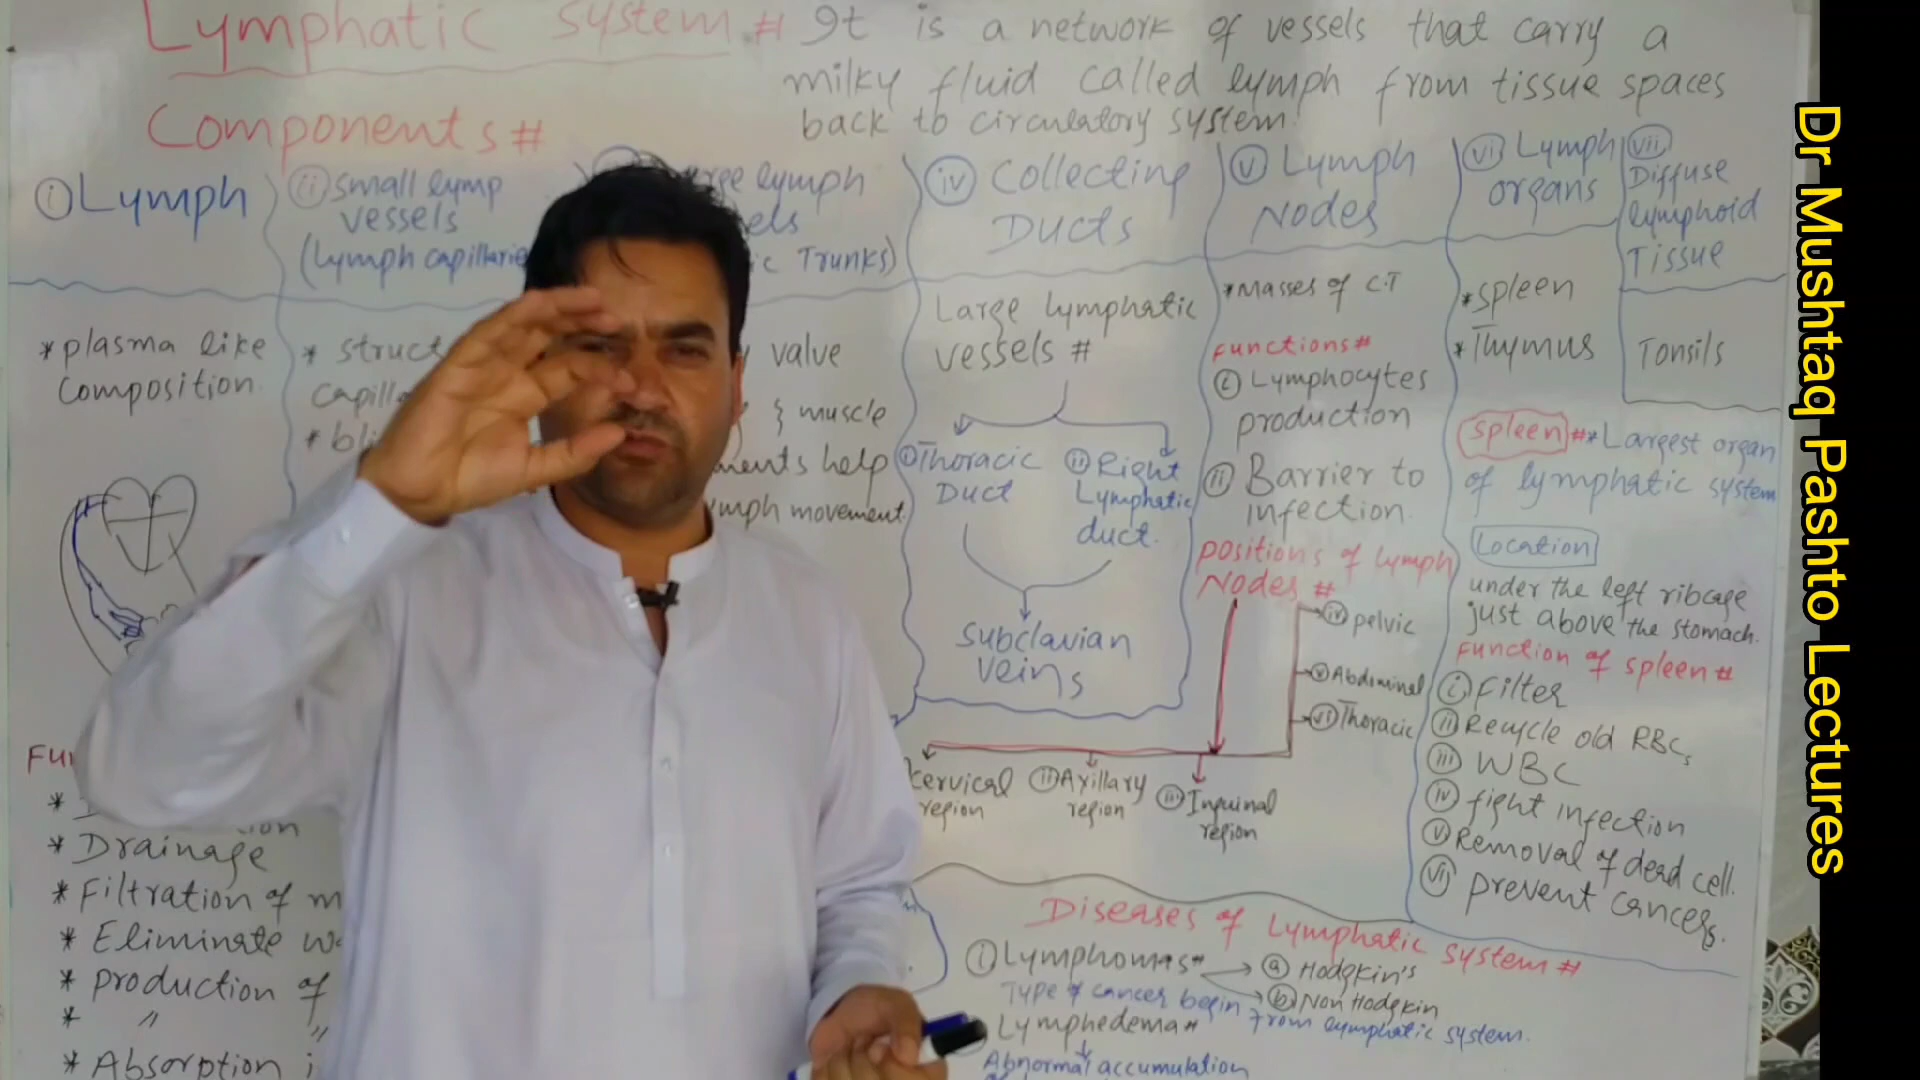 Lymphatic System # It is a network of vessels that carry a
milky fluid called lymph from tissue spaces
back to circulatory system.
Components #
(i) Lymph
(ii) small lymp
vessels
(Lymph capillarie
lymph
els
ic Trunks)
(iv) Collecting
Ducts
(v) Lymph
Nodes
(vi) Lymph
organs
(vii)
Diffuse
lymphoid
Tissue
* plasma like
composition.
* struct
capill
* bli
value
} muscle
ments help
ymph movement.
Large lymphatic
vessels #
(i) Thoracic
Duct
(ii) Right
Lymphatic
duct.
Subclavian
veins
* Masses of C.T
Functions #
(i) Lymphocytes
production
(ii) Barrier to
infection.
positions of lymph
Nodes #
(iv) pelvic
(v) Abdominal
(vi) Thoracic
cervical
region
(ii) Axillary
region
(iii) Inguinal
region
* spleen
* Thymus
Tonsils
Spleen # * Largest organ
of lymphatic system
Location
under the left ribcage
just above the stomach.
Function of spleen #
(i) Filter
(ii) Recycle old RBCs
(iii) WBC
(iv) fight infection
(v) Removal of dead cell.
(vi) prevent cancers.
Fun
* Drainage
* Filtration of m
* Eliminate w
* production of
* " "
* Absorption i
Diseases of Lymphatic system #
(i) Lymphomas #
(a) Hodgkin's
(b) Non Hodgkin
Type of cancer begin from lymphatic system.
Lymphedema #
Abnormal accumulation
Dr Mushtaq Pashto Lectures